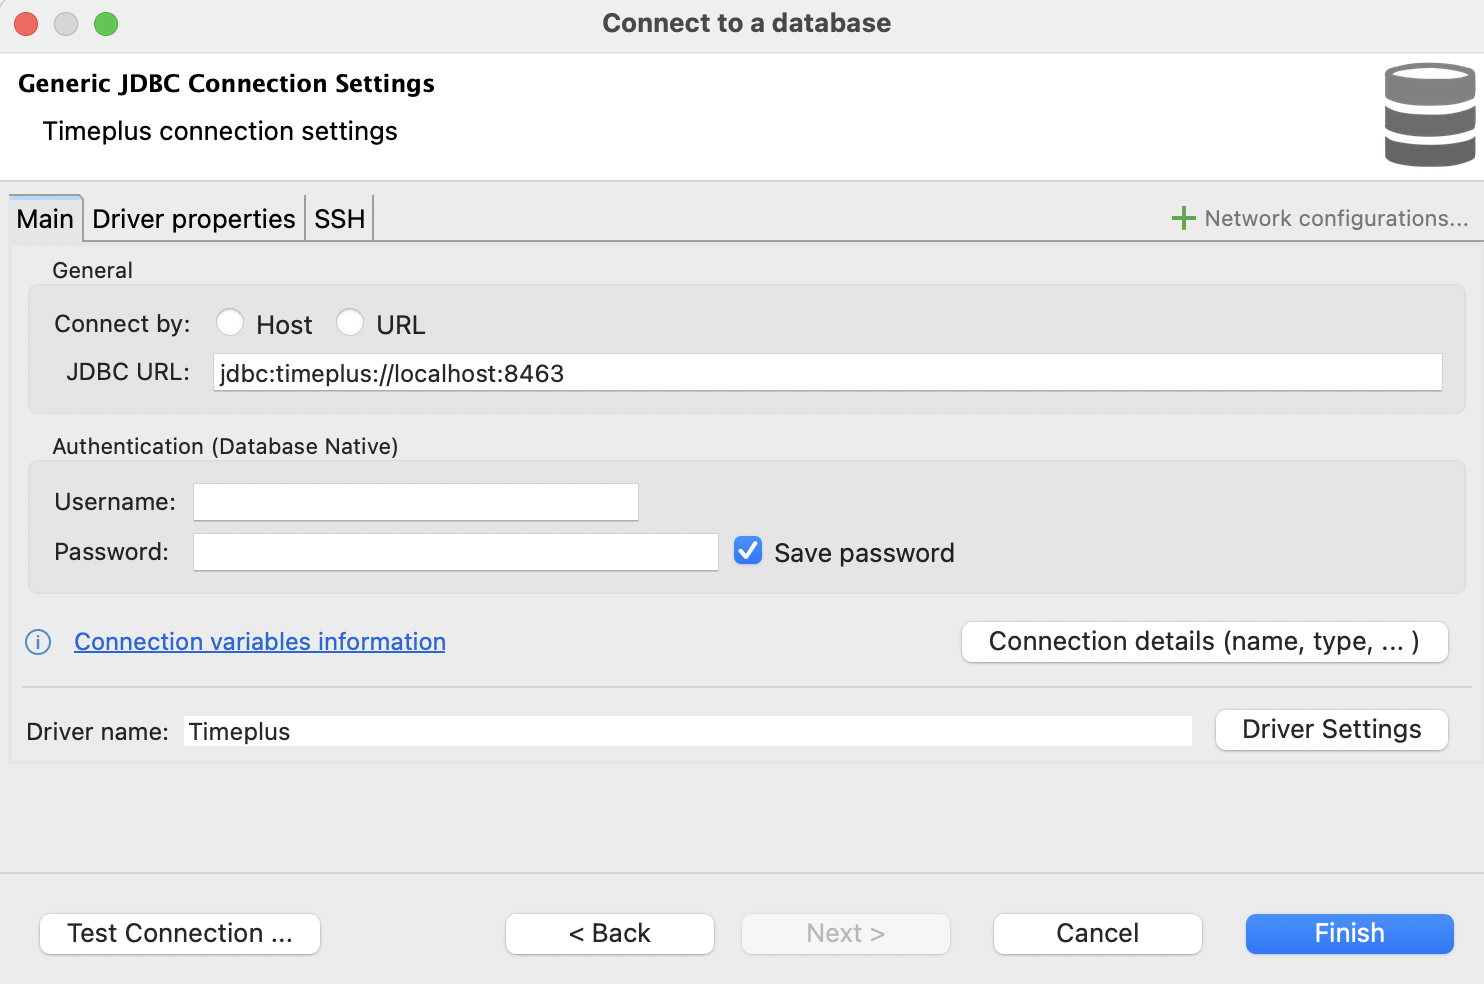 Connect to a database
Generic JDBC Connection Settings
Timeplus connection settings
Main Driver properties SSH Network configurations...
General
Connect by: Host URL
JDBC URL: jdbc:timeplus://localhost:8463
Authentication (Database Native)
Username:
Password: Save password
Connection variables information Connection details (name, type, ... )
Driver name: Timeplus Driver Settings
Test Connection ... < Back Next > Cancel Finish